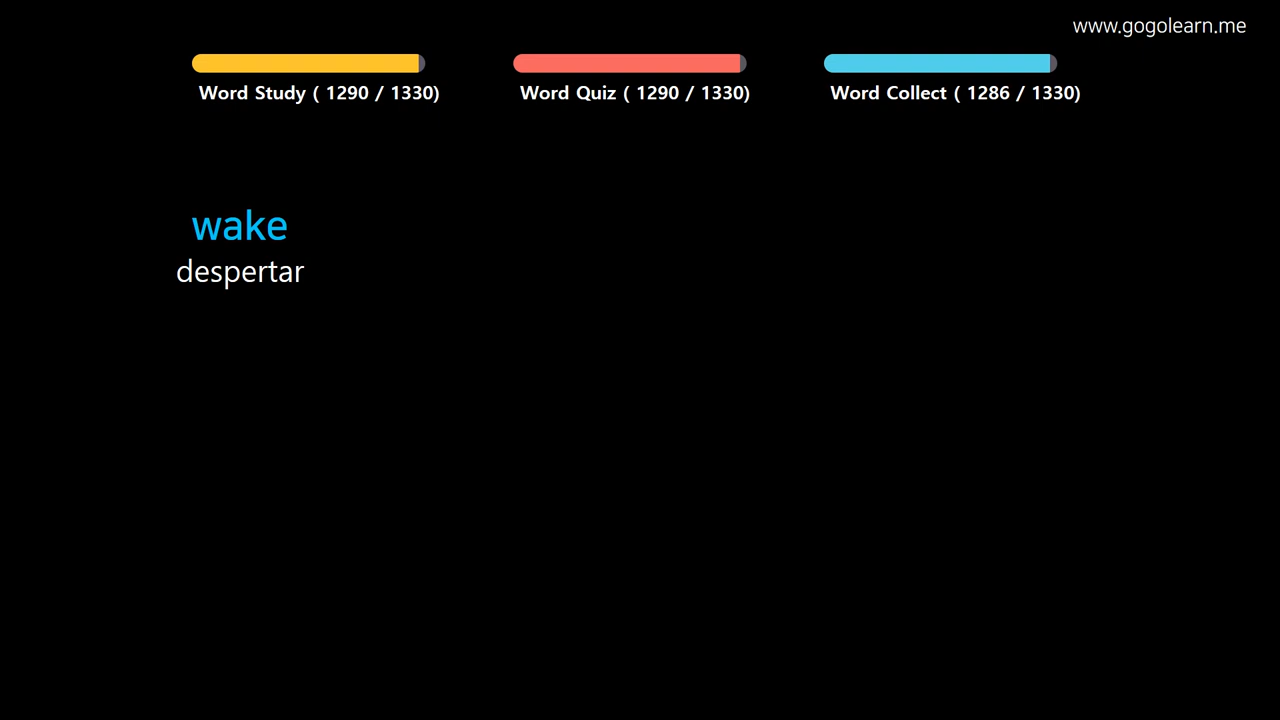 www.gogolearn.me
Word Study ( 1290 / 1330)
Word Quiz ( 1290 / 1330)
Word Collect ( 1286 / 1330)
wake
despertar